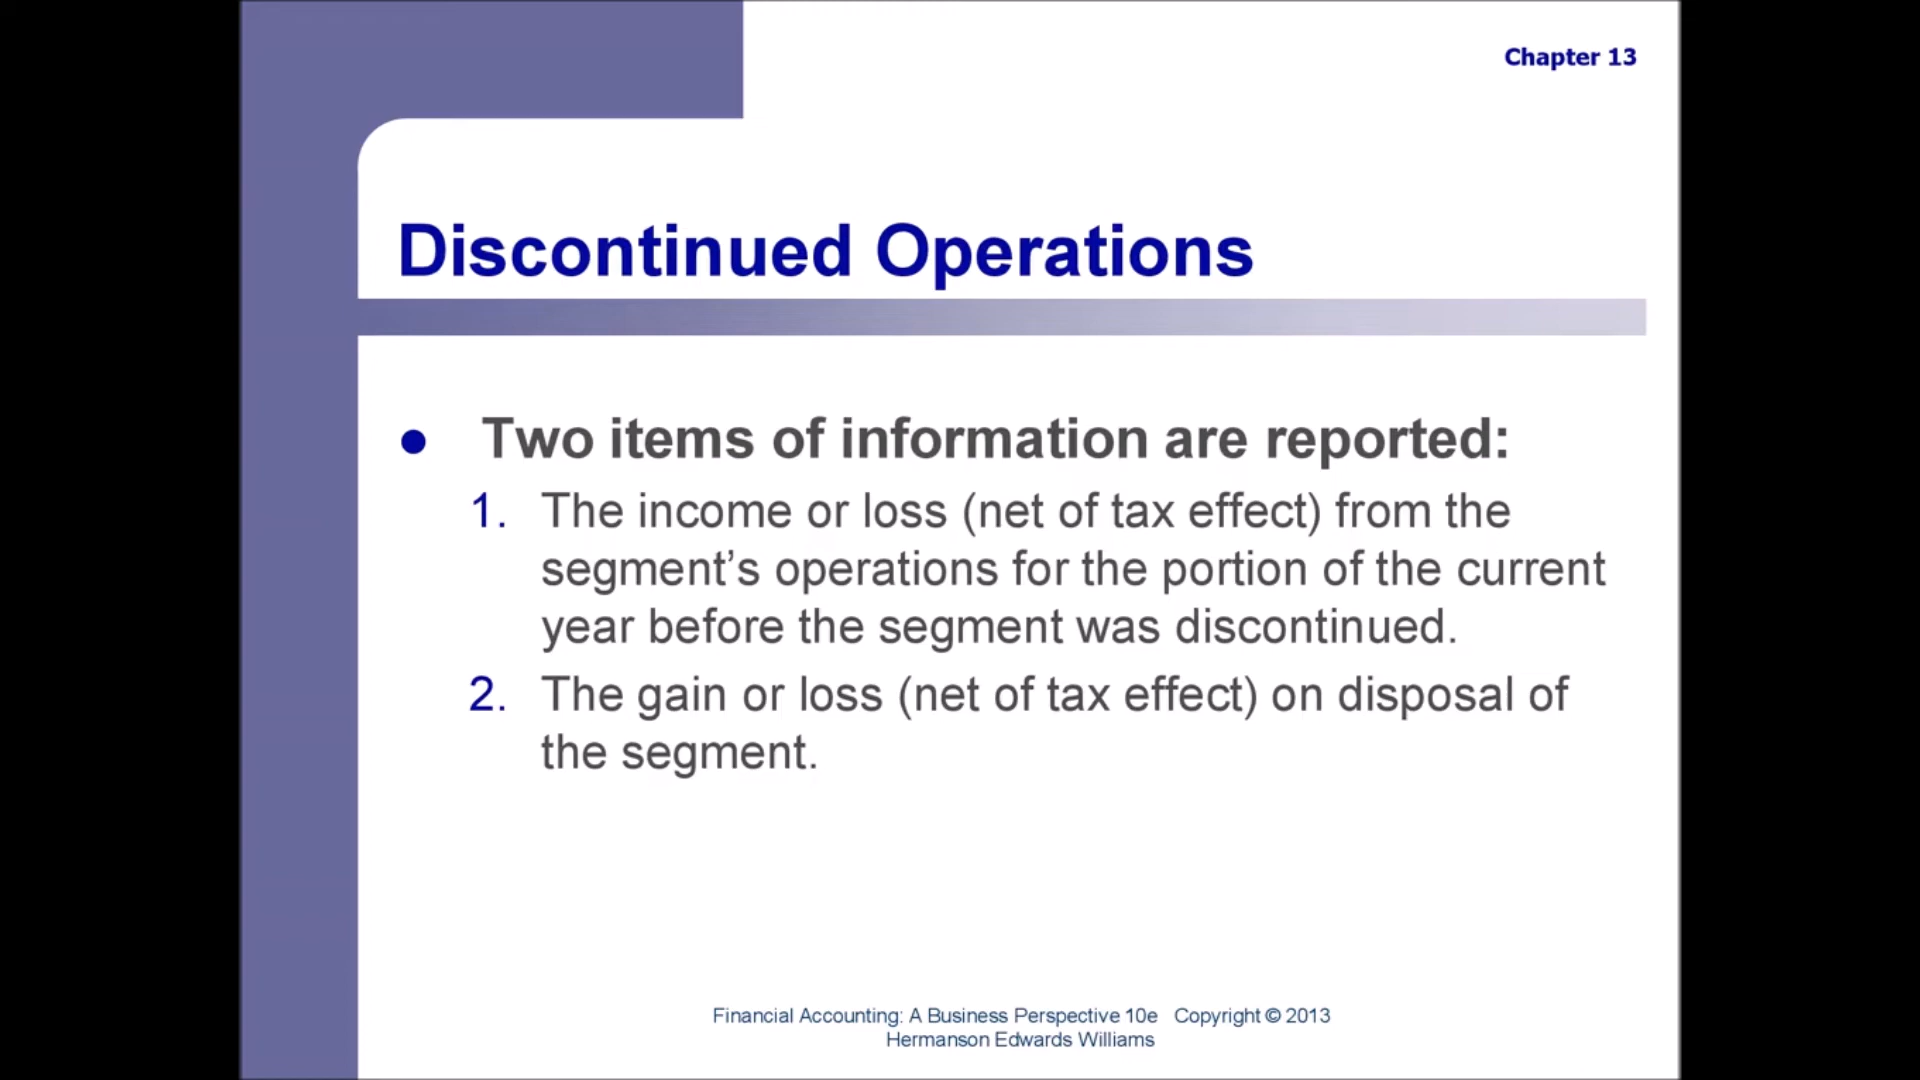 Chapter 13
Discontinued Operations
● Two items of information are reported:
1. The income or loss (net of tax effect) from the
segment’s operations for the portion of the current
year before the segment was discontinued.
2. The gain or loss (net of tax effect) on disposal of
the segment.
Financial Accounting: A Business Perspective 10e Copyright © 2013
Hermanson Edwards Williams